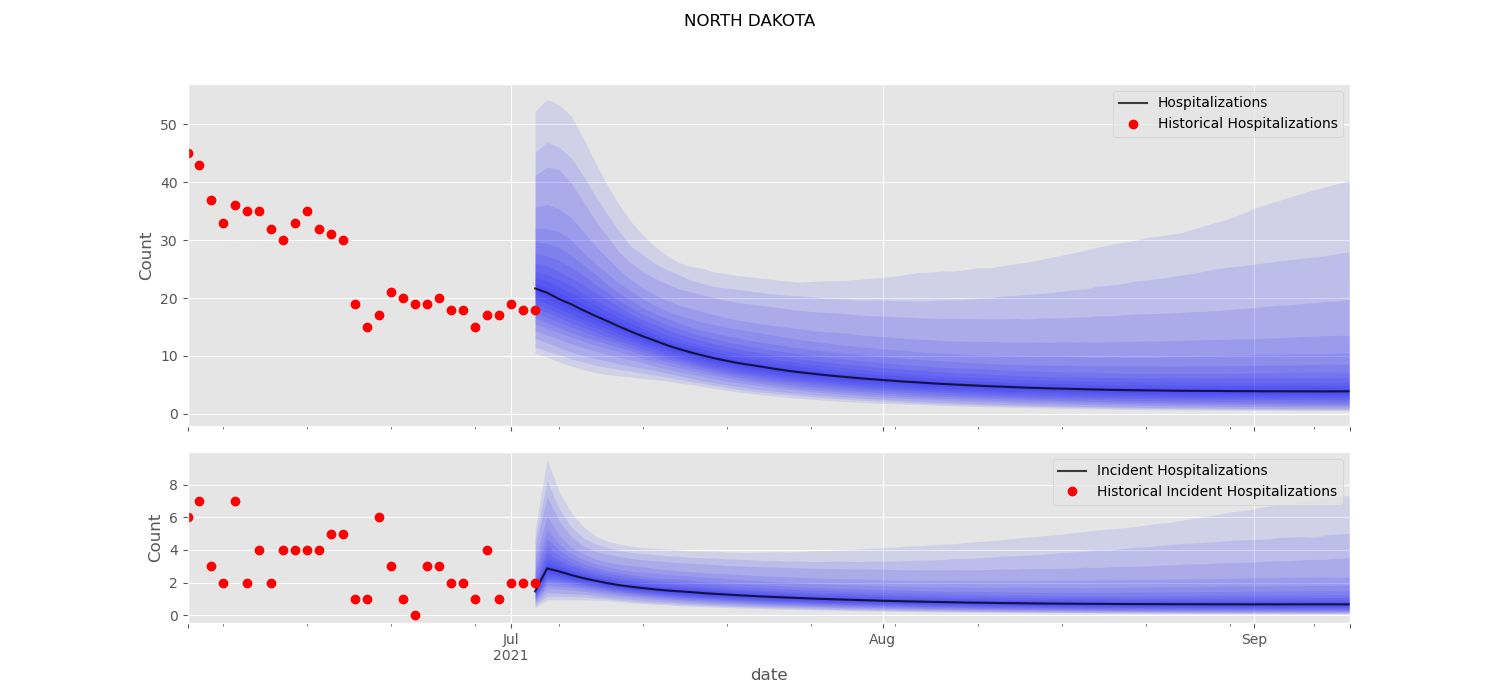 NORTH DAKOTA
Hospitalizations
Historical Hospitalizations
50
40
30
20
10
0
Count
Incident Hospitalizations
Historical Incident Hospitalizations
8
6
4
2
0
Count
Jul
2021
Aug
Sep
date